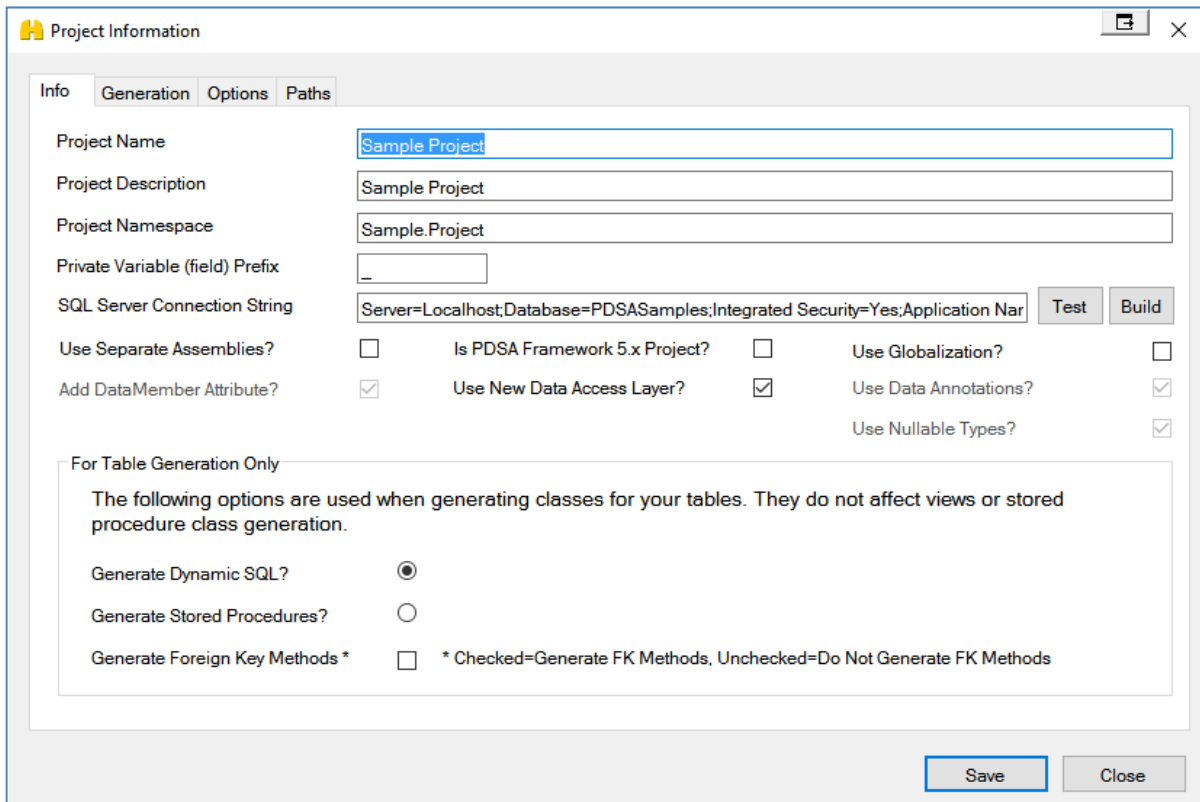 Project Information
Info Generation Options Paths
Project Name Sample Project
Project Description Sample Project
Project Namespace Sample.Project
Private Variable (field) Prefix _
SQL Server Connection String Server=Localhost;Database=PDSASamples;Integrated Security=Yes;Application Nar Test Build
Use Separate Assemblies? Is PDSA Framework 5.x Project? Use Globalization?
Add DataMember Attribute? Use New Data Access Layer? Use Data Annotations?
Use Nullable Types?
For Table Generation Only
The following options are used when generating classes for your tables. They do not affect views or stored
procedure class generation.
Generate Dynamic SQL?
Generate Stored Procedures?
Generate Foreign Key Methods * * Checked=Generate FK Methods, Unchecked=Do Not Generate FK Methods
Save Close